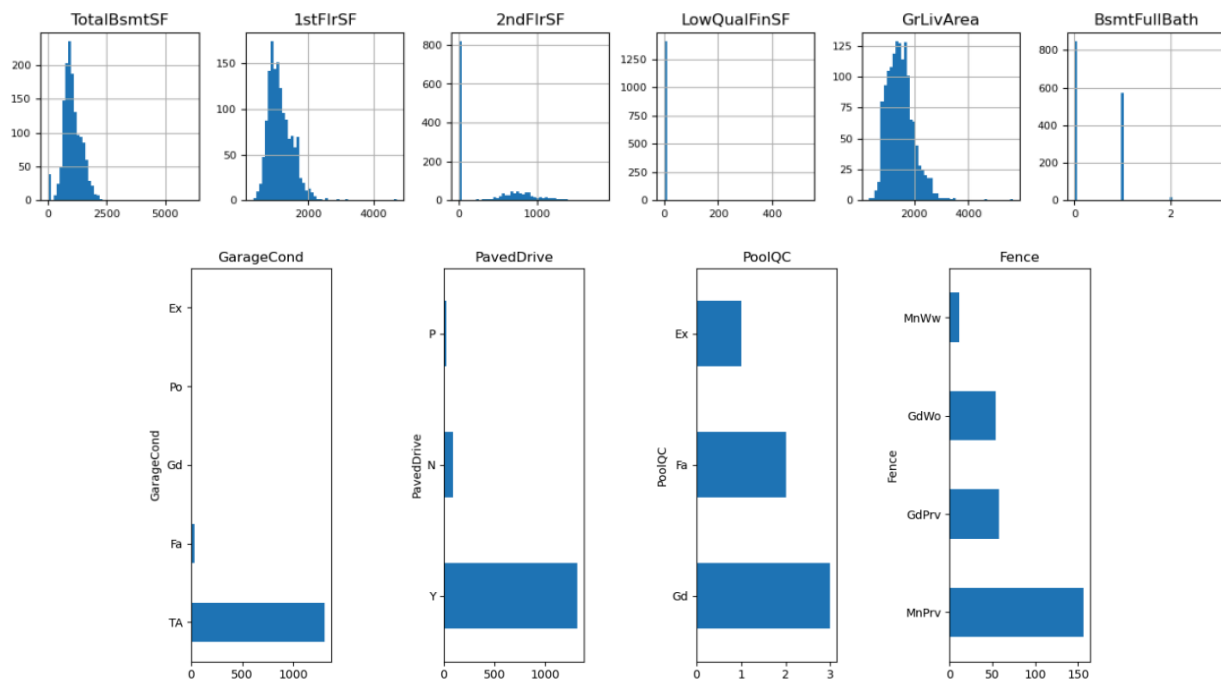 TotalBsmtSF
1stFlrSF
2ndFlrSF
LowQualFinSF
GrLivArea
BsmtFullBath
200
150
100
50
0
0 2500 5000
150
100
50
0
2000 4000
800
600
400
200
0
0 1000
1250
1000
750
500
250
0
0 200 400
125
100
75
50
25
0
2000 4000
800
600
400
200
0
0 2
GarageCond
GarageCond
Ex
Po
Gd
Fa
TA
0 500 1000
PavedDrive
PavedDrive
P
N
Y
0 500 1000
PoolQC
PoolQC
Ex
Fa
Gd
0 1 2 3
Fence
Fence
MnWw
GdWo
GdPrv
MnPrv
0 50 100 150